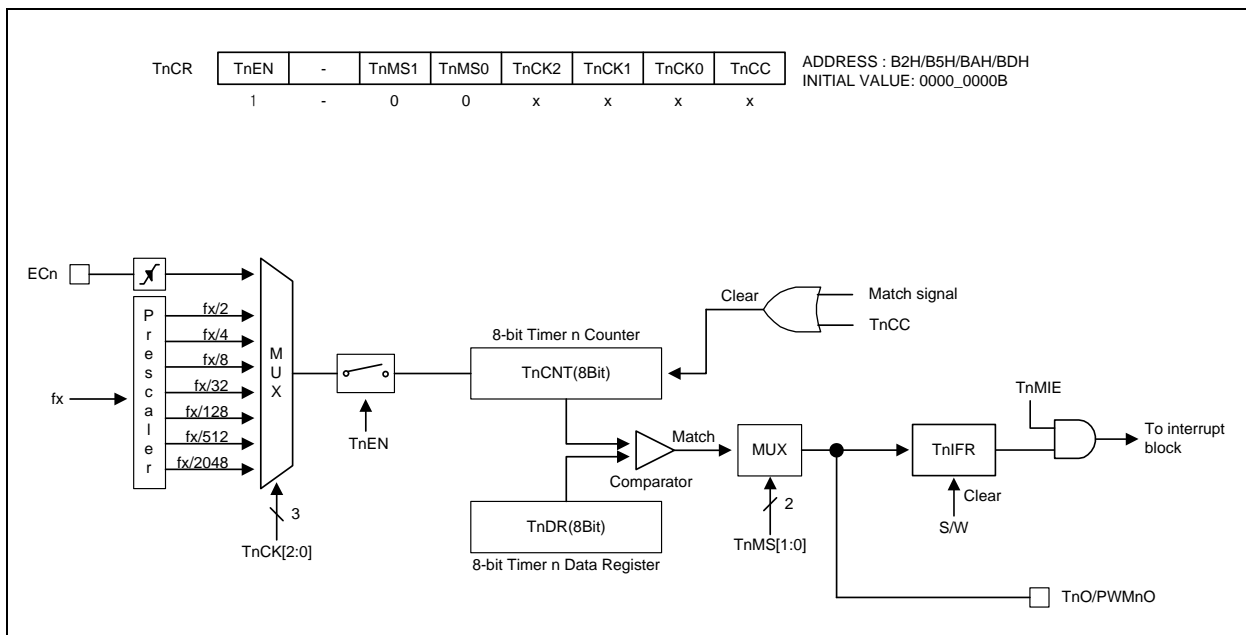 TnCR TnEN - TnMS1 TnMS0 TnCK2 TnCK1 TnCK0 TnCC
1 - 0 0 x x x x
ADDRESS : B2H/B5H/BAH/BDH
INITIAL VALUE: 0000_0000B
ECn
fx
Prescaler
fx/2
fx/4
fx/8
fx/32
fx/128
fx/512
fx/2048
MUX
3
TnCK[2:0]
TnEN
8-bit Timer n Counter
TnCNT(8Bit)
Clear
Match signal
TnCC
Comparator
Match
TnDR(8Bit)
8-bit Timer n Data Register
MUX
2
TnMS[1:0]
TnIFR
Clear
S/W
TnMIE
To interrupt
block
TnO/PWMnO